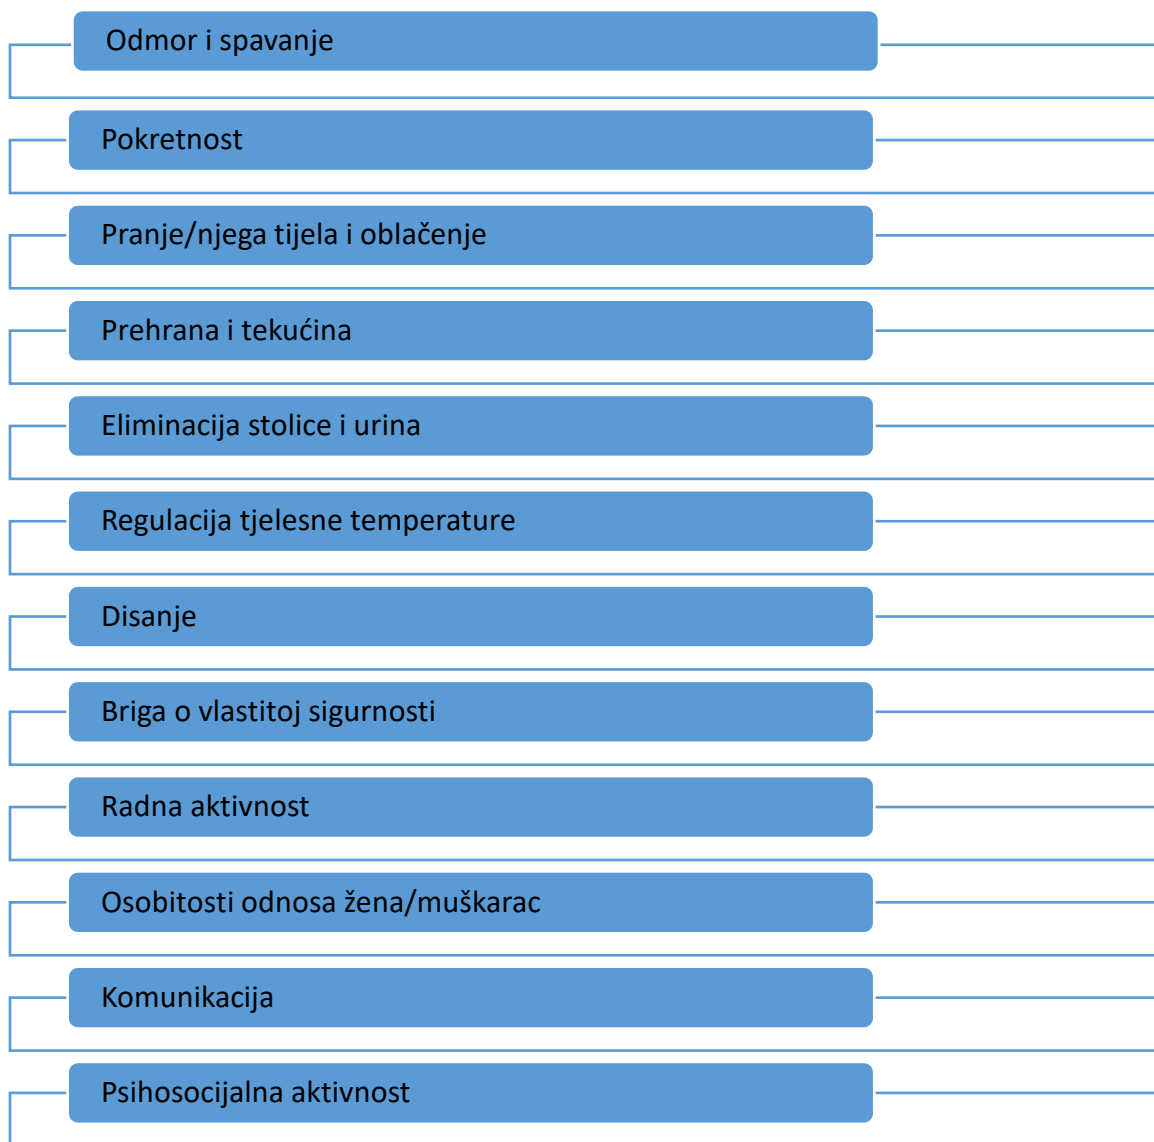 Odmor i spavanje
Pokretnost
Pranje/njega tijela i oblačenje
Prehrana i tekućina
Eliminacija stolice i urina
Regulacija tjelesne temperature
Disanje
Briga o vlastitoj sigurnosti
Radna aktivnost
Osobitosti odnosa žena/muškarac
Komunikacija
Psihosocijalna aktivnost